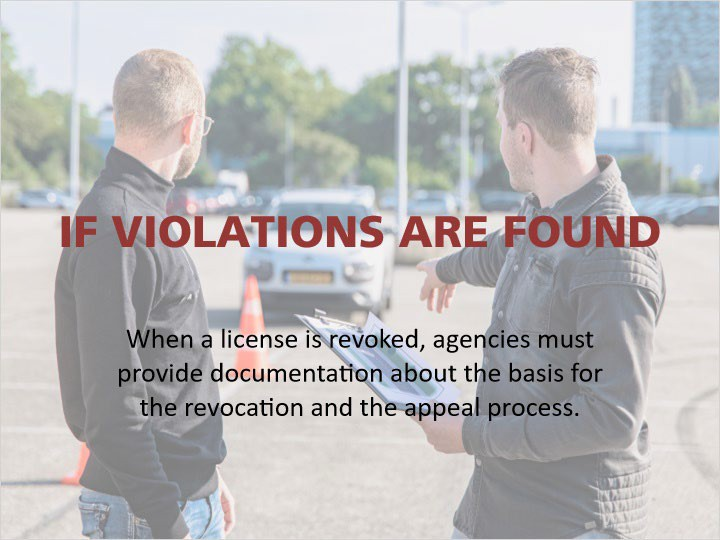 IF VIOLATIONS ARE FOUND
When a license is revoked, agencies must
provide documentation about the basis for
the revocation and the appeal process.